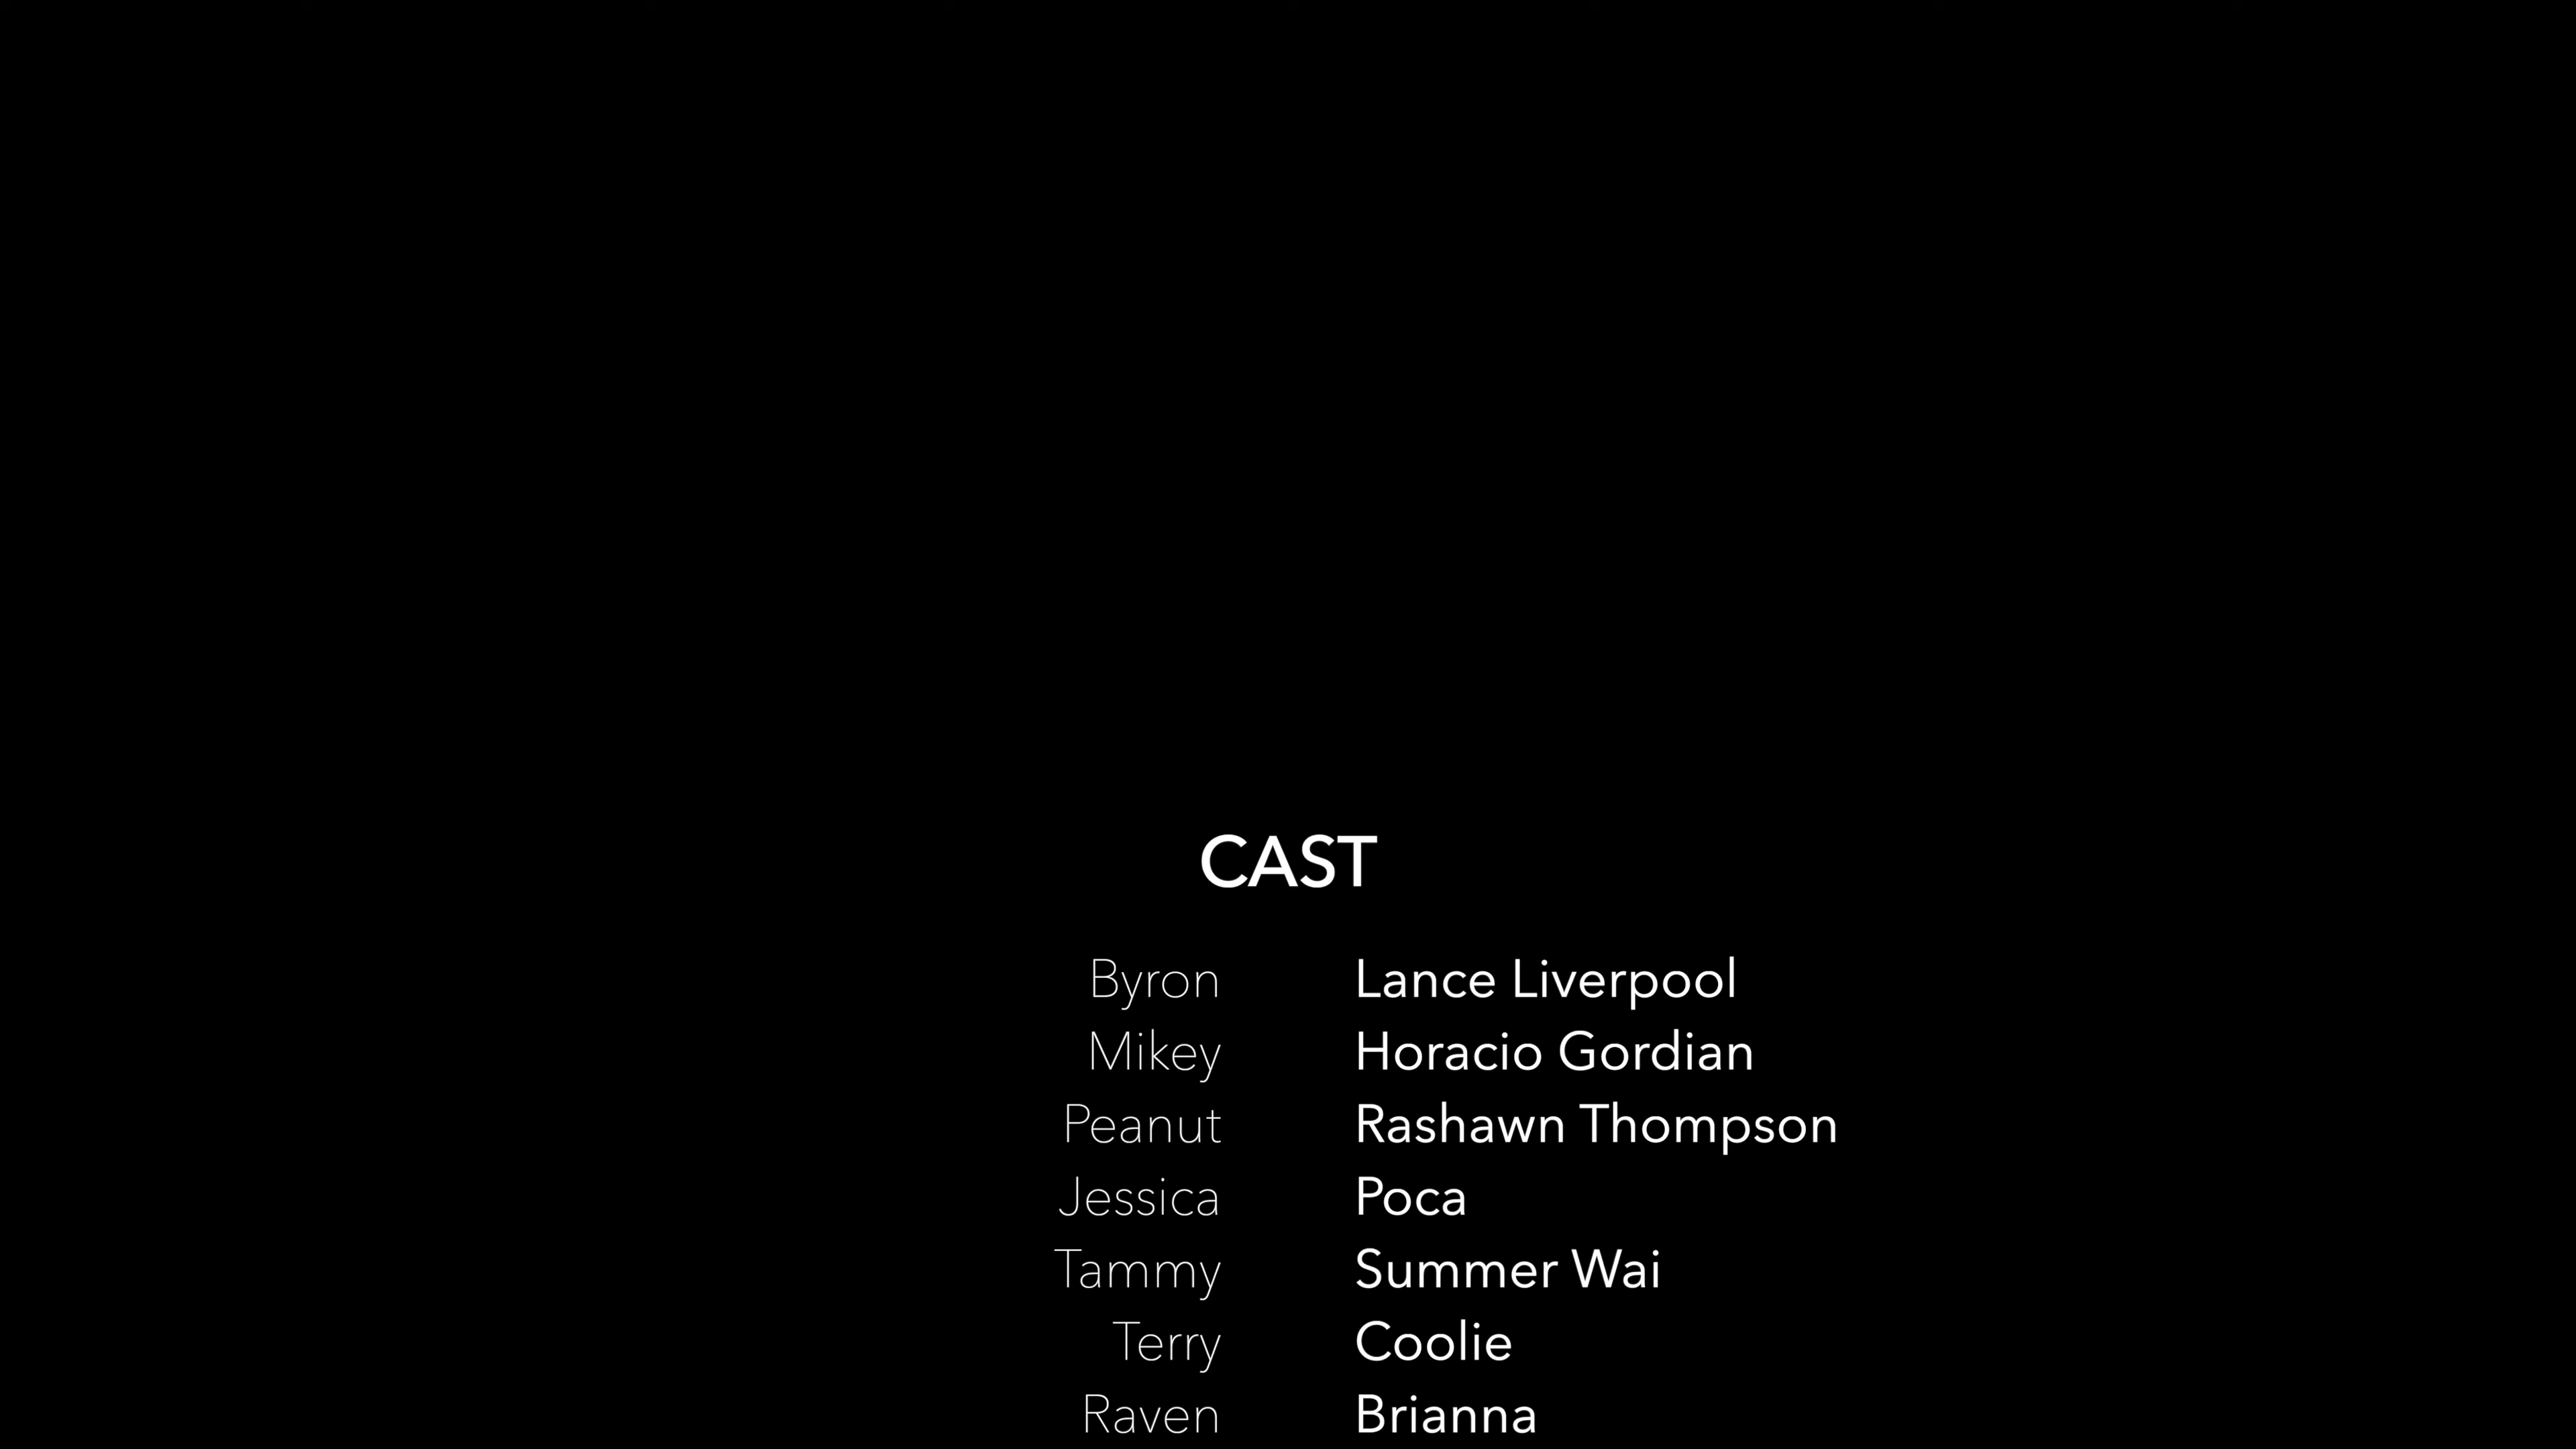 CAST
Byron Lance Liverpool
Mikey Horacio Gordian
Peanut Rashawn Thompson
Jessica Poca
Tammy Summer Wai
Terry Coolie
Raven Brianna